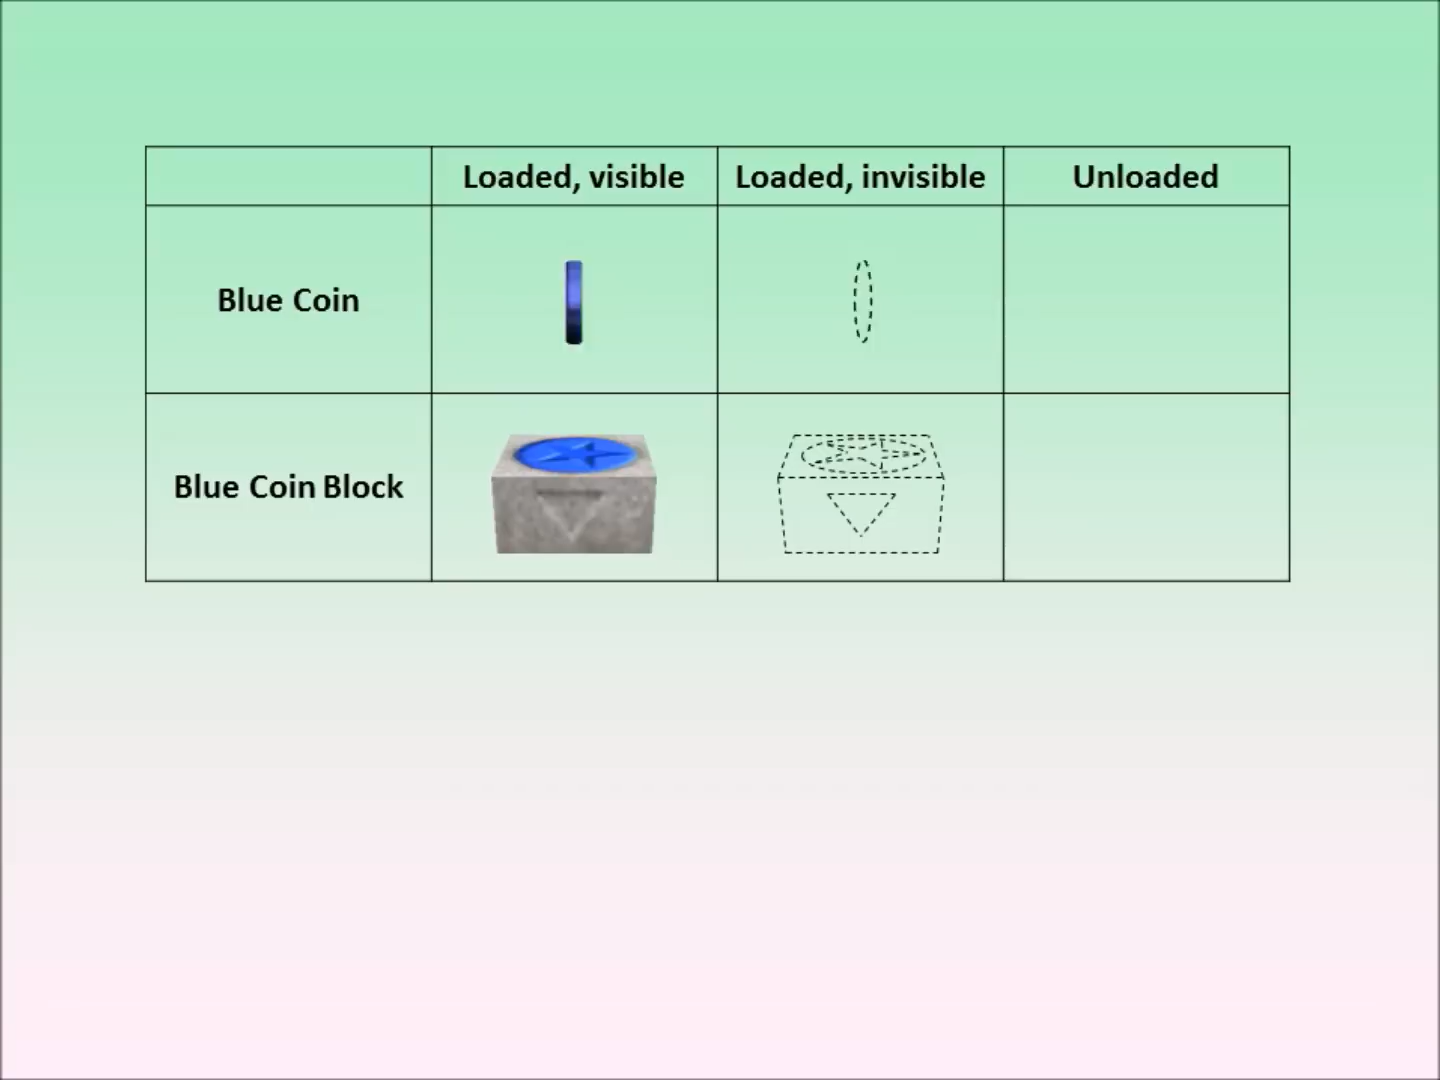 Loaded, visible
Loaded, invisible
Unloaded
Blue Coin
Blue Coin Block